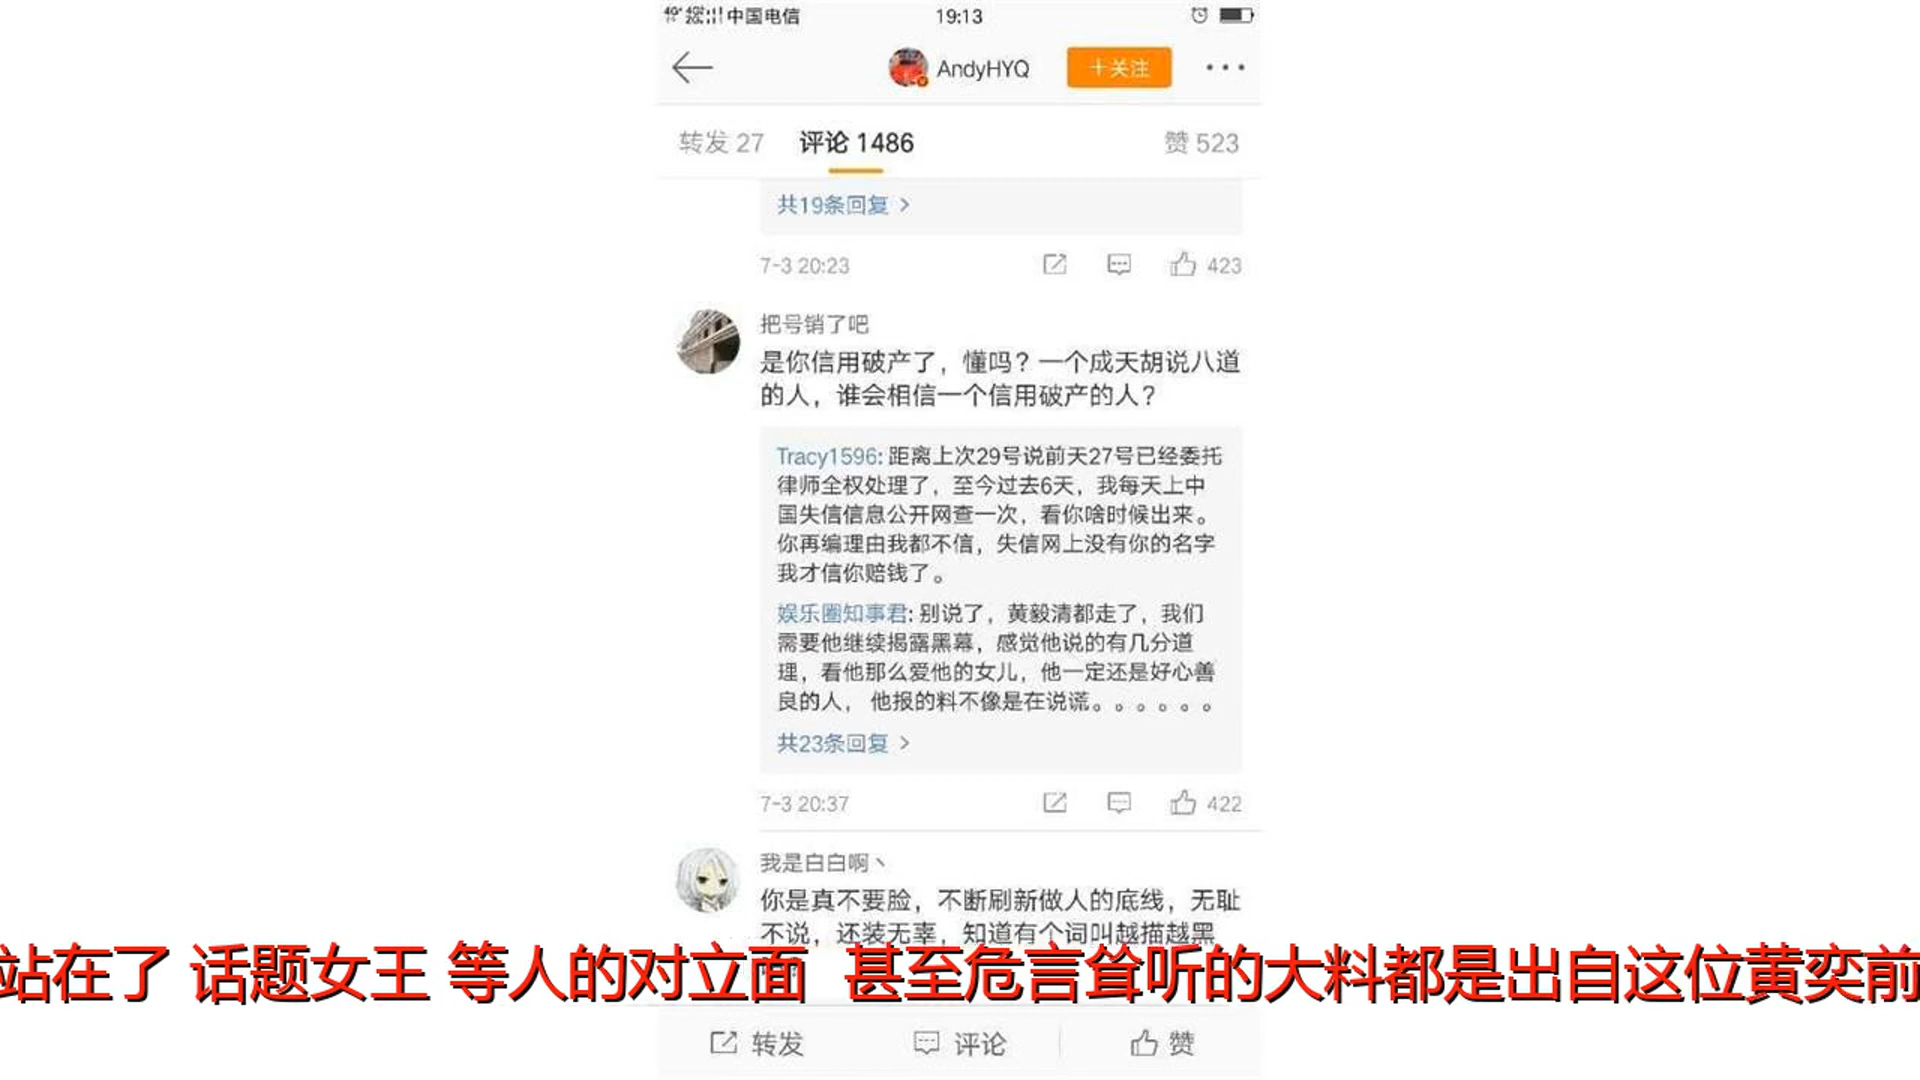 中国电信
19:13
AndyHYQ
十关注
转发 27
评论 1486
赞 523
共19条回复 >
7-3 20:23
423
把号销了吧
是你信用破产了，懂吗？一个成天胡说八道
的人，谁会相信一个信用破产的人？
Tracy1596: 距离上次29号说前天27号已经委托
律师全权处理了，至今过去6天，我每天上中
国失信信息公开网查一次，看你啥时候出来。
你再编理由我都不信，失信网上没有你的名字
我才信你赔钱了。
娱乐圈知事君: 别说了，黄毅清都走了，我们
需要他继续揭露黑幕，感觉他说的有几分道
理，看他那么爱他的女儿，他一定还是好心善
良的人， 他报的料不像是在说谎。。。。。。
共23条回复 >
7-3 20:37
422
我是白白啊丶
你是真不要脸，不断刷新做人的底线，无耻
不说，还装无辜，知道有个词叫越描越黑
站在了 话题女王 等人的对立面 甚至危言耸听的大料都是出自这位黄奕前
转发
评论
赞